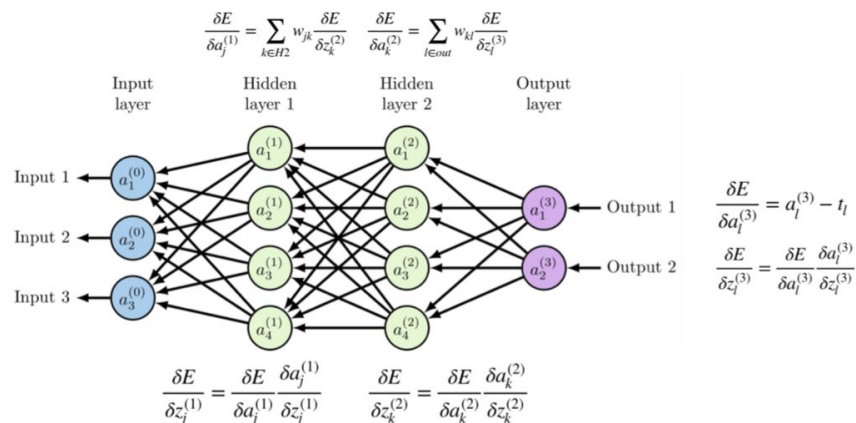 δE/δa_j^(1) = ∑_{k∈H2} w_jk δE/δz_k^(2)    δE/δa_k^(2) = ∑_{l∈out} w_kl δE/δz_l^(3)
Input layer
Hidden layer 1
Hidden layer 2
Output layer
a_1^(1)
a_1^(2)
Input 1
a_1^(0)
a_2^(1)
a_2^(2)
a_1^(3)
Output 1
Input 2
a_2^(0)
a_3^(1)
a_3^(2)
a_2^(3)
Output 2
Input 3
a_3^(0)
a_4^(1)
a_4^(2)
δE/δa_l^(3) = a_l^(3) − t_l
δE/δz_l^(3) = δE/δa_l^(3) δa_l^(3)/δz_l^(3)
δE/δz_j^(1) = δE/δa_j^(1) δa_j^(1)/δz_j^(1)
δE/δz_k^(2) = δE/δa_k^(2) δa_k^(2)/δz_k^(2)